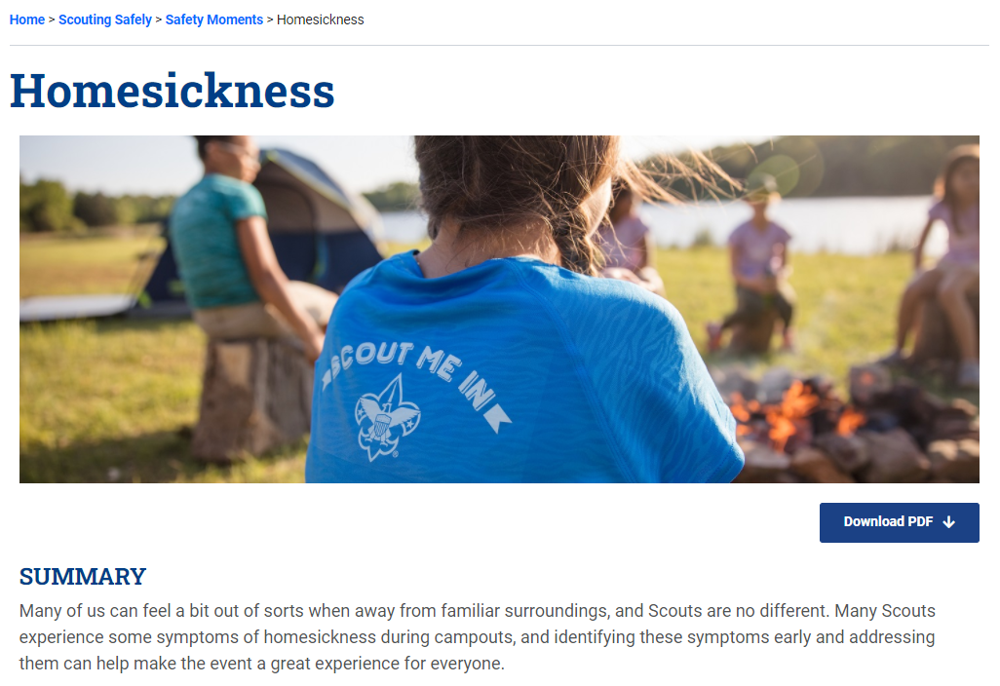 Home > Scouting Safely > Safety Moments > Homesickness
Homesickness
SCOUT ME IN
®
Download PDF
SUMMARY
Many of us can feel a bit out of sorts when away from familiar surroundings, and Scouts are no different. Many Scouts
experience some symptoms of homesickness during campouts, and identifying these symptoms early and addressing
them can help make the event a great experience for everyone.